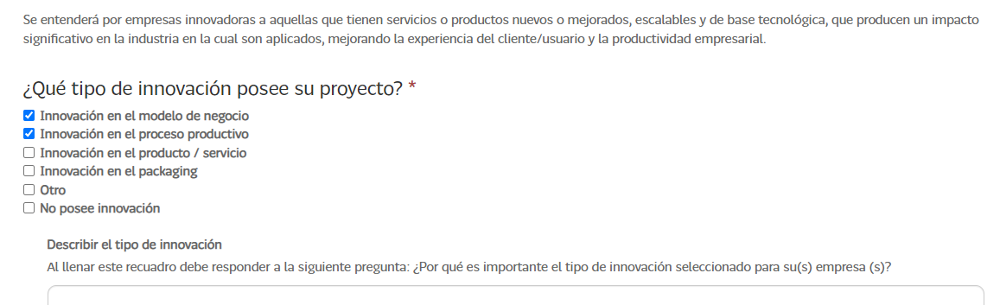 Se entenderá por empresas innovadoras a aquellas que tienen servicios o productos nuevos o mejorados, escalables y de base tecnológica, que producen un impacto
significativo en la industria en la cual son aplicados, mejorando la experiencia del cliente/usuario y la productividad empresarial.
¿Qué tipo de innovación posee su proyecto? *
Innovación en el modelo de negocio
Innovación en el proceso productivo
Innovación en el producto / servicio
Innovación en el packaging
Otro
No posee innovación
Describir el tipo de innovación
Al llenar este recuadro debe responder a la siguiente pregunta: ¿Por qué es importante el tipo de innovación seleccionado para su(s) empresa (s)?